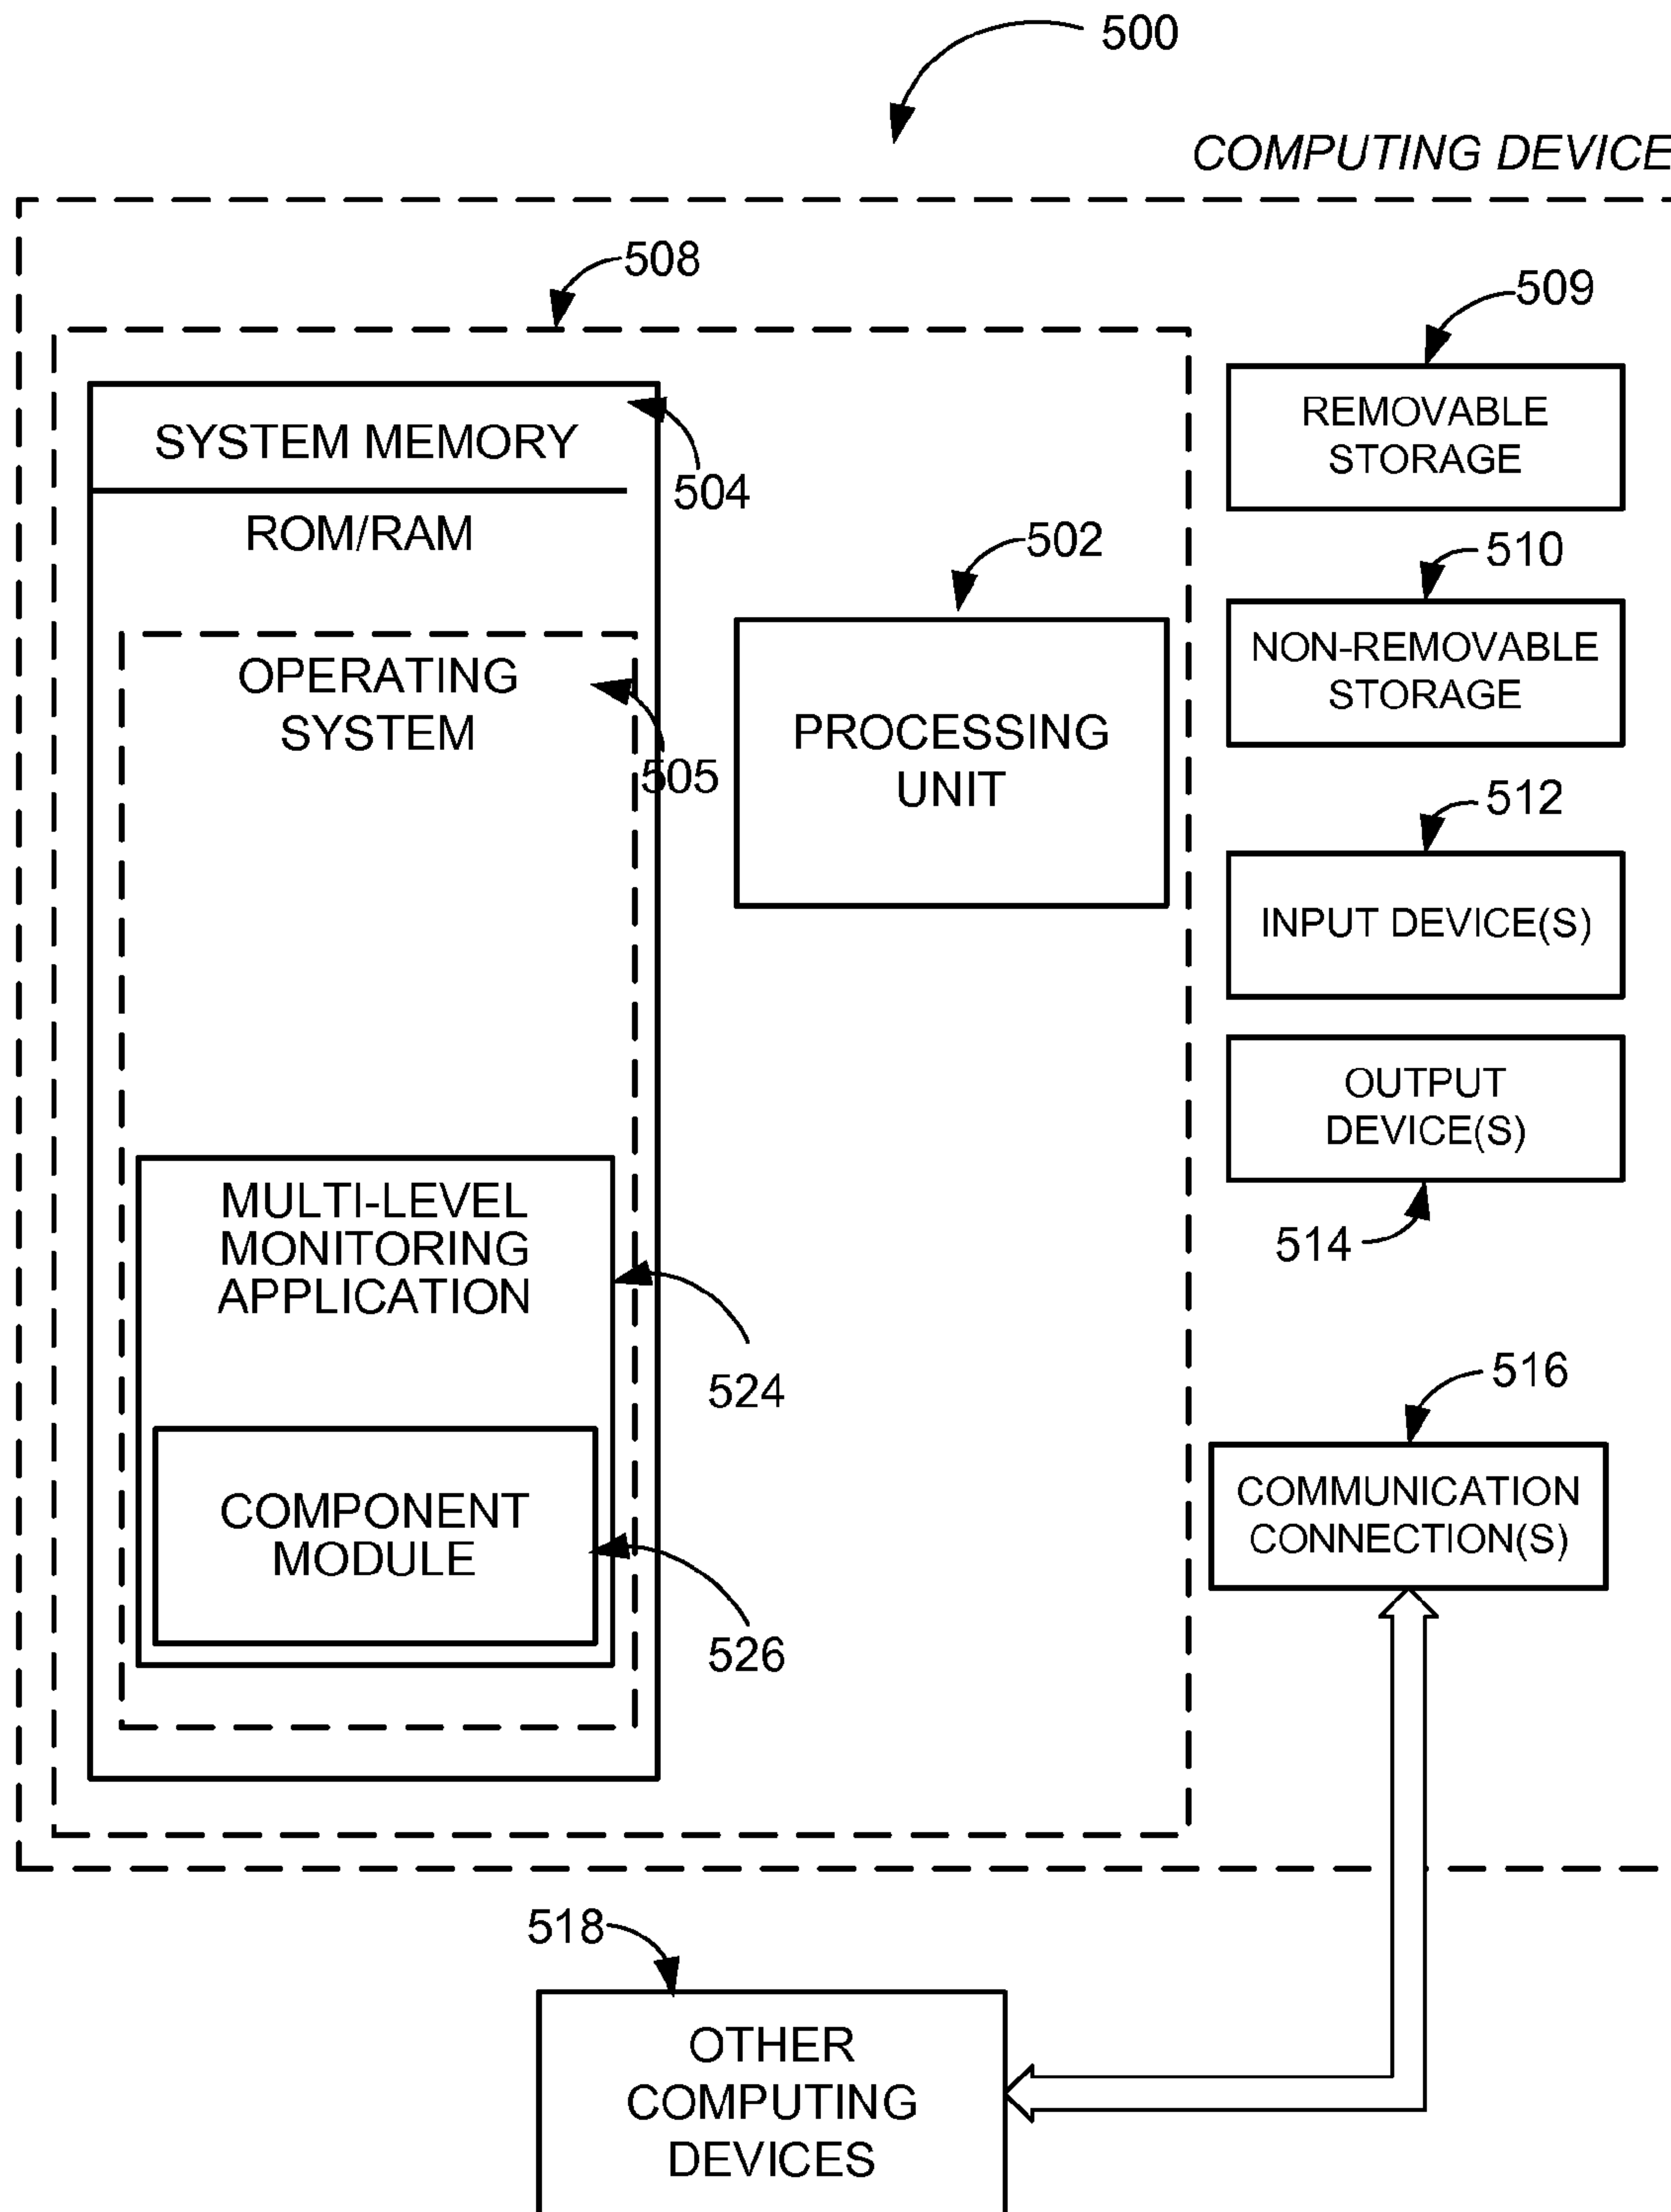 500
COMPUTING DEVICE
508
509
SYSTEM MEMORY
504
ROM/RAM
REMOVABLE
STORAGE
502
510
OPERATING
SYSTEM
505
PROCESSING
UNIT
NON-REMOVABLE
STORAGE
512
INPUT DEVICE(S)
OUTPUT
DEVICE(S)
514
MULTI-LEVEL
MONITORING
APPLICATION
524
516
COMPONENT
MODULE
526
COMMUNICATION
CONNECTION(S)
518
OTHER
COMPUTING
DEVICES